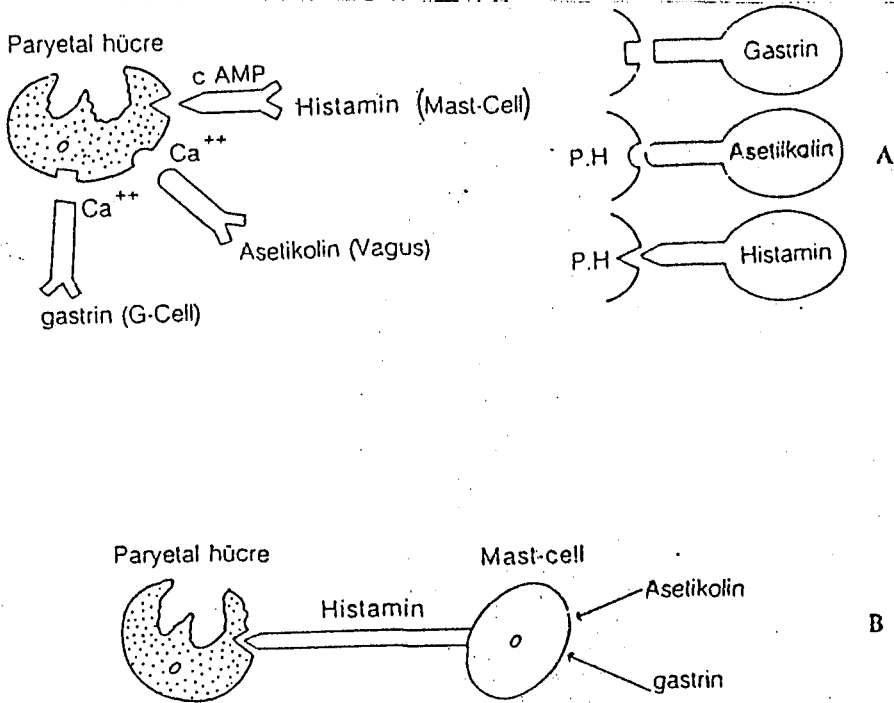 Paryetal hücre
c AMP
Histamin (Mast-Cell)
Ca++
Ca++
Asetikolin (Vagus)
gastrin (G-Cell)
Gastrin
P.H
Asetilkolin
A
P.H
Histamin
Paryetal hücre
Mast-cell
Histamin
Asetikolin
gastrin
B